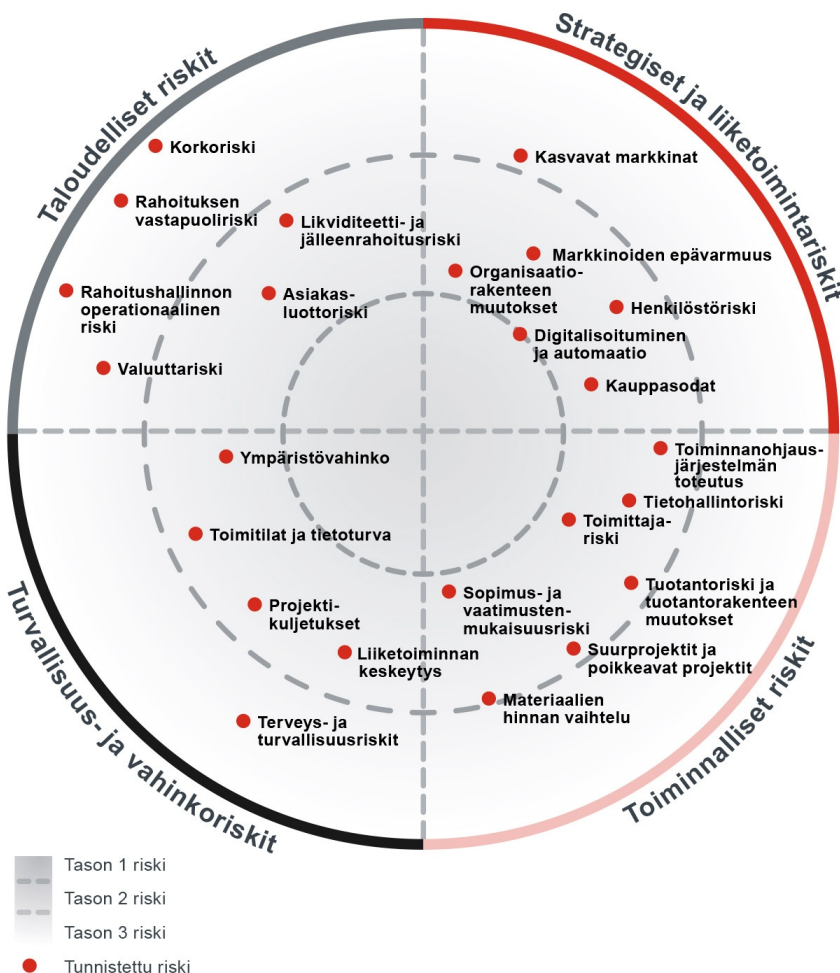 Taloudelliset riskit
Strategiset ja liiketoimintariskit
Korkoriski
Rahoituksen
vastapuoliriski
Likviditeetti- ja
jälleenrahoitusriski
Rahoitushallinnon
operationaalinen
riski
Asiakas-
luottoriski
Valuuttariski
Kasvavat markkinat
Markkinoiden epävarmuus
Organisaatio-
rakenteen
muutokset
Henkilöstöriski
Digitalisoituminen
ja automaatio
Kauppasodat
Ympäristövahinko
Toimitilat ja tietoturva
Projekti-
kuljetukset
Liiketoiminnan
keskeytys
Terveys- ja
turvallisuusriskit
Toiminnanohjaus-
järjestelmän
toteutus
Tietohallintoriski
Toimittaja-
riski
Tuotantoriski ja
tuotantorakenteen
muutokset
Sopimus- ja
vaatimusten-
mukaisuusriski
Suurprojektit ja
poikkeavat projektit
Materiaalien
hinnan vaihtelu
Turvallisuus- ja vahinkoriskit
Toiminnalliset riskit
Tason 1 riski
Tason 2 riski
Tason 3 riski
Tunnistettu riski